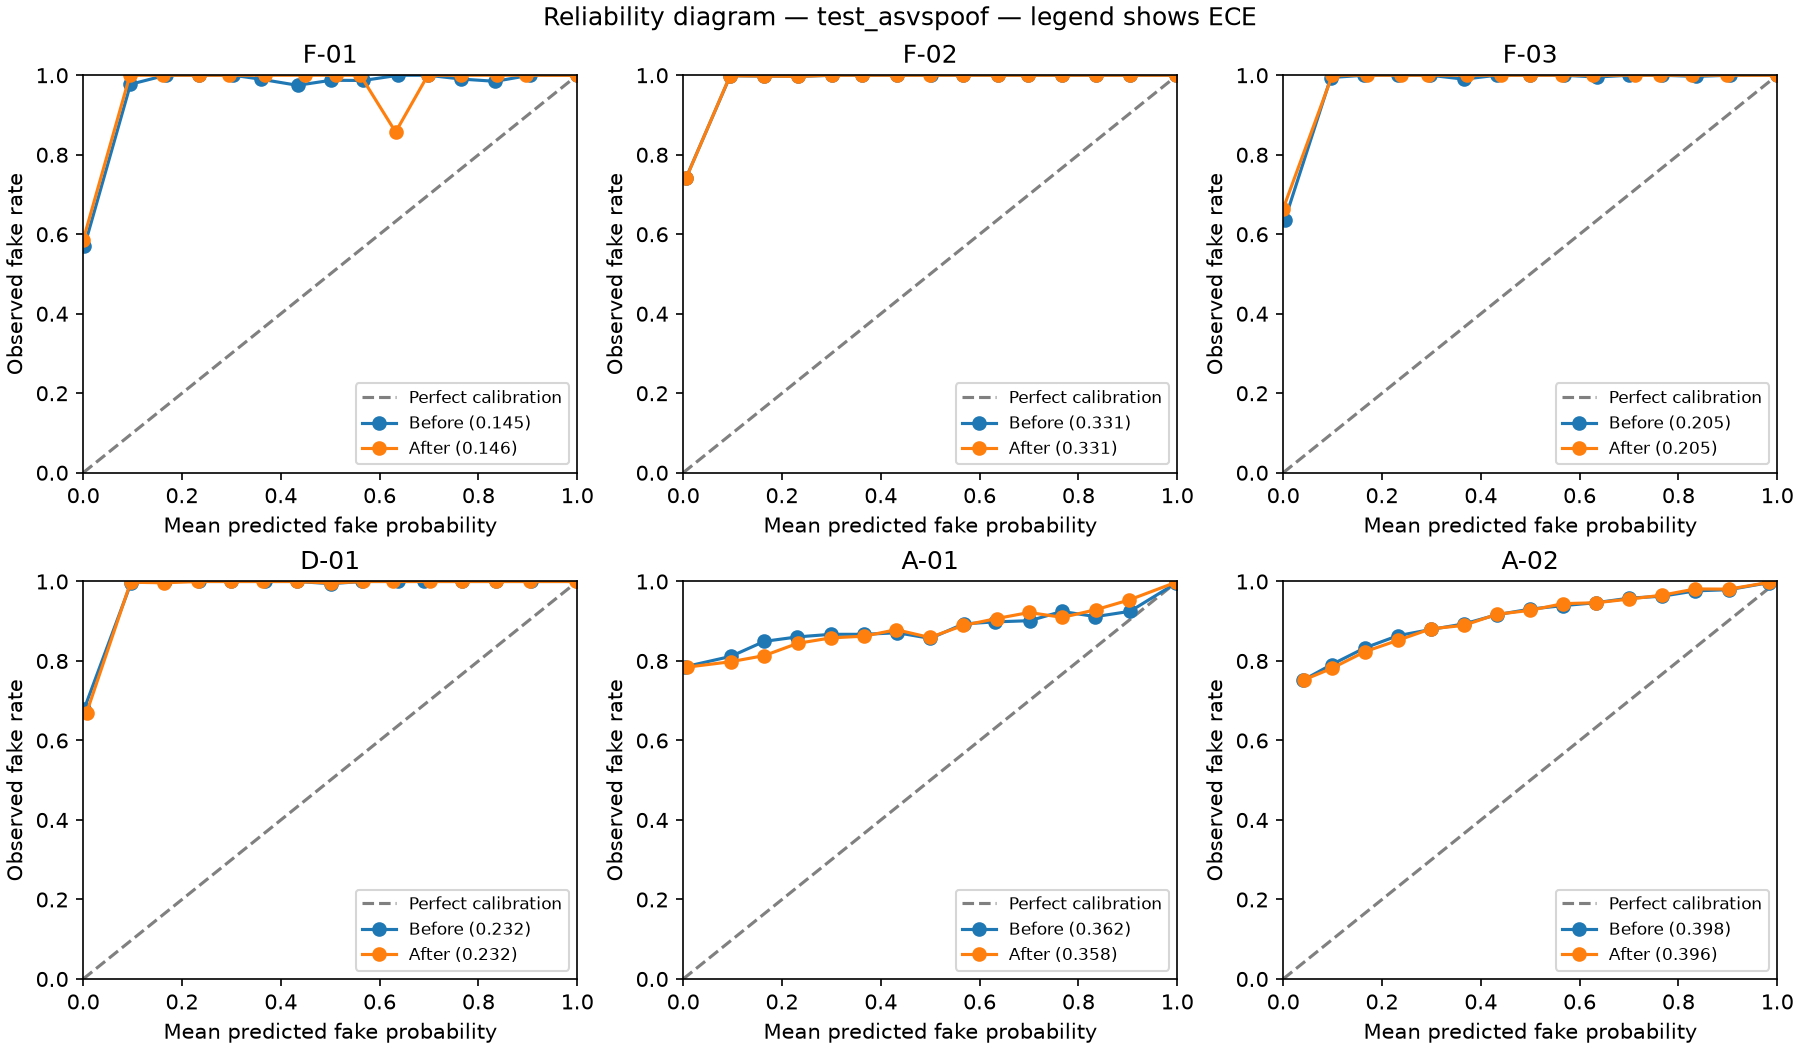 Reliability diagram — test_asvspoof — legend shows ECE
F-01
1.0
0.8
0.6
0.4
0.2
0.0
Observed fake rate
Perfect calibration
Before (0.145)
After (0.146)
0.0 0.2 0.4 0.6 0.8 1.0
Mean predicted fake probability
F-02
1.0
0.8
0.6
0.4
0.2
0.0
Observed fake rate
Perfect calibration
Before (0.331)
After (0.331)
0.0 0.2 0.4 0.6 0.8 1.0
Mean predicted fake probability
F-03
1.0
0.8
0.6
0.4
0.2
0.0
Observed fake rate
Perfect calibration
Before (0.205)
After (0.205)
0.0 0.2 0.4 0.6 0.8 1.0
Mean predicted fake probability
D-01
1.0
0.8
0.6
0.4
0.2
0.0
Observed fake rate
Perfect calibration
Before (0.232)
After (0.232)
0.0 0.2 0.4 0.6 0.8 1.0
Mean predicted fake probability
A-01
1.0
0.8
0.6
0.4
0.2
0.0
Observed fake rate
Perfect calibration
Before (0.362)
After (0.358)
0.0 0.2 0.4 0.6 0.8 1.0
Mean predicted fake probability
A-02
1.0
0.8
0.6
0.4
0.2
0.0
Observed fake rate
Perfect calibration
Before (0.398)
After (0.396)
0.0 0.2 0.4 0.6 0.8 1.0
Mean predicted fake probability